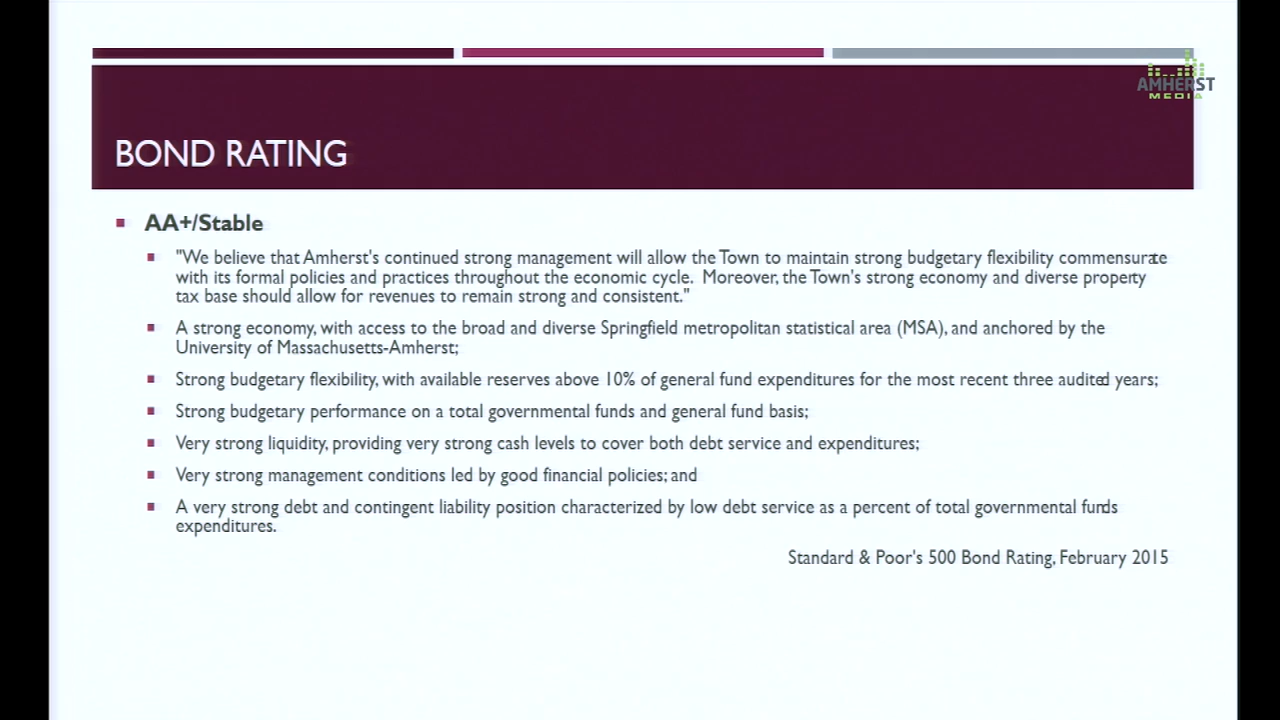 AMHERST
MEDIA
BOND RATING
AA+/Stable
"We believe that Amherst's continued strong management will allow the Town to maintain strong budgetary flexibility commensurate
with its formal policies and practices throughout the economic cycle. Moreover, the Town's strong economy and diverse property
tax base should allow for revenues to remain strong and consistent."
A strong economy, with access to the broad and diverse Springfield metropolitan statistical area (MSA), and anchored by the
University of Massachusetts-Amherst;
Strong budgetary flexibility, with available reserves above 10% of general fund expenditures for the most recent three audited years;
Strong budgetary performance on a total governmental funds and general fund basis;
Very strong liquidity, providing very strong cash levels to cover both debt service and expenditures;
Very strong management conditions led by good financial policies; and
A very strong debt and contingent liability position characterized by low debt service as a percent of total governmental funds
expenditures.
Standard & Poor's 500 Bond Rating, February 2015